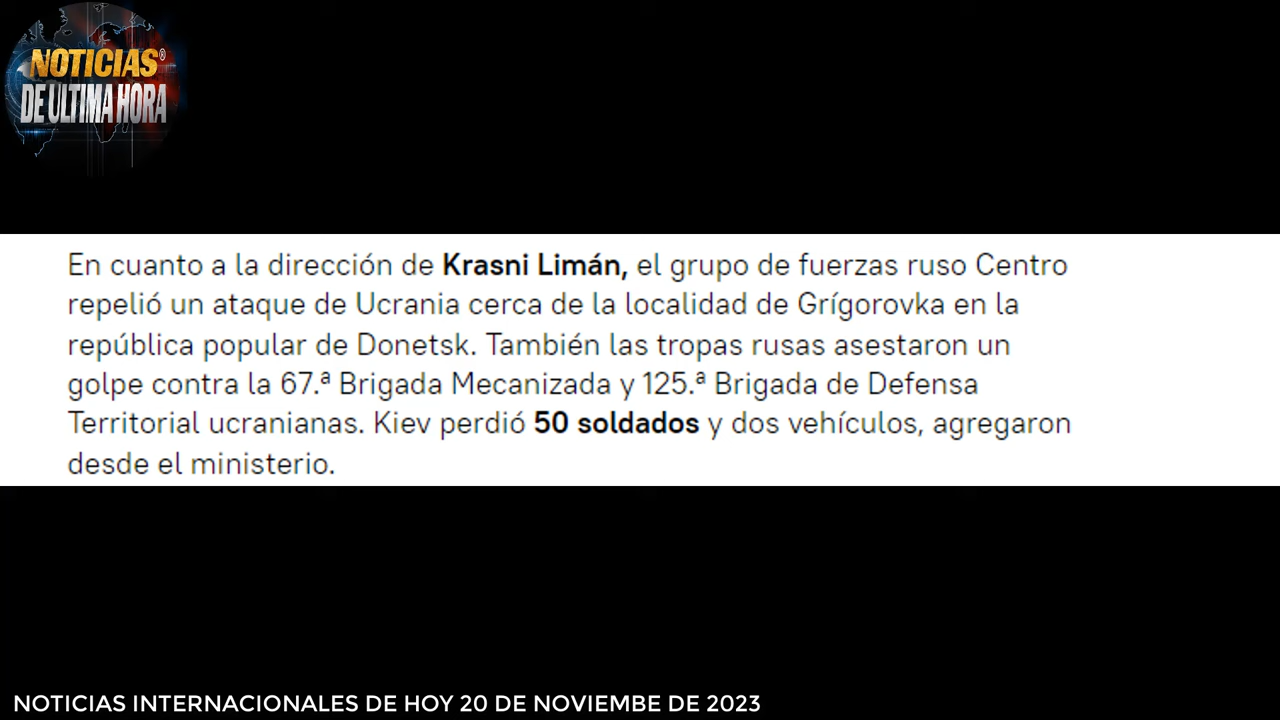 NOTICIAS®
DE ULTIMA HORA
En cuanto a la dirección de Krasni Limán, el grupo de fuerzas ruso Centro
repelió un ataque de Ucrania cerca de la localidad de Grígorovka en la
república popular de Donetsk. También las tropas rusas asestaron un
golpe contra la 67.ª Brigada Mecanizada y 125.ª Brigada de Defensa
Territorial ucranianas. Kiev perdió 50 soldados y dos vehículos, agregaron
desde el ministerio.
NOTICIAS INTERNACIONALES DE HOY 20 DE NOVIEMBE DE 2023